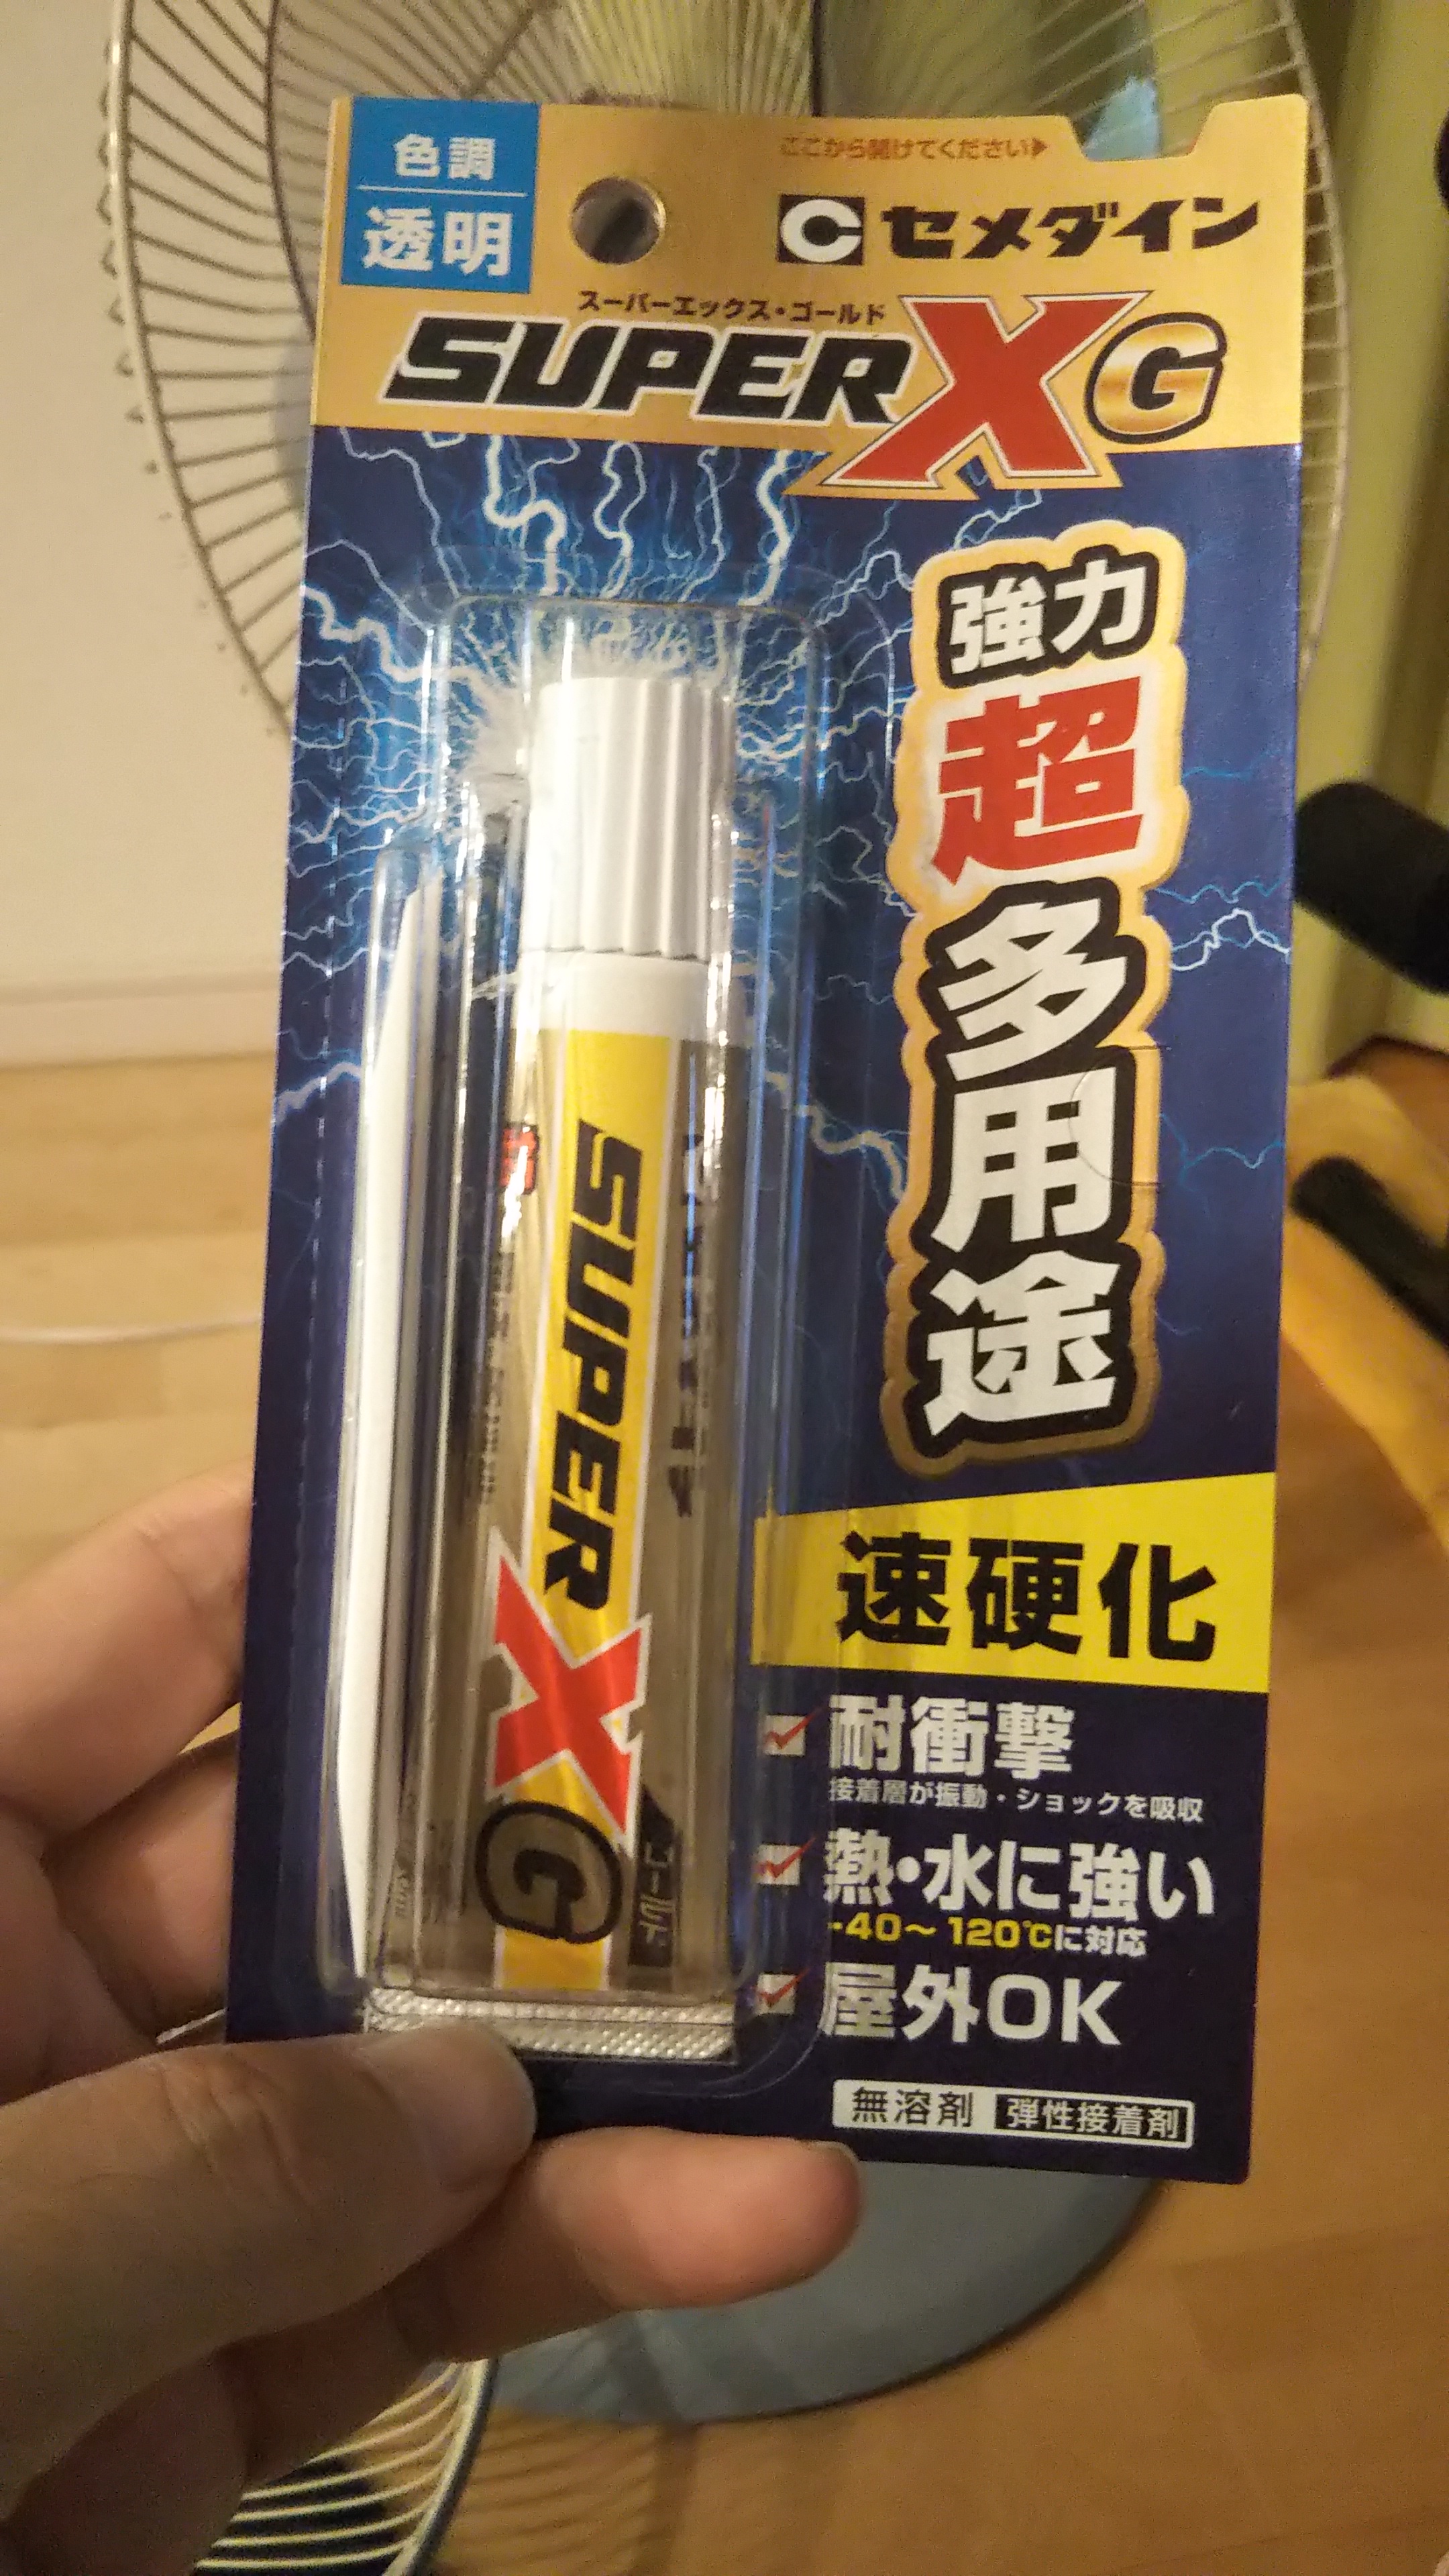 色調
透明
ここから開けてください
C セメダイン
スーパーエックス・ゴールド
SUPER X G
強力
超
多用途
SUPER X G
ゴールド
速硬化
耐衝撃
接着層が振動・ショックを吸収
熱・水に強い
-40～120℃に対応
屋外OK
無溶剤 弾性接着剤